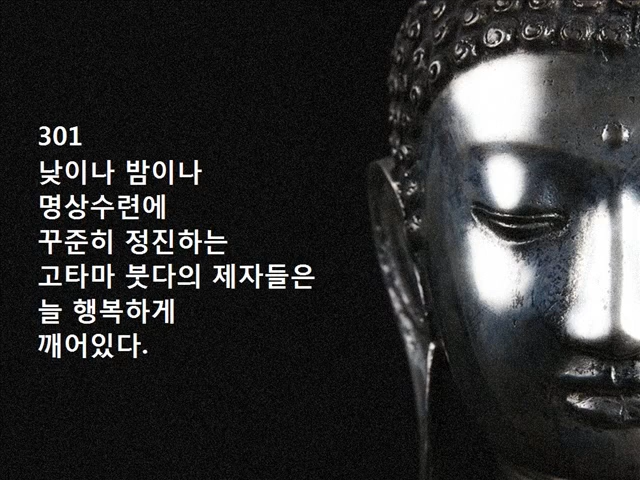 301
낮이나 밤이나
명상수련에
꾸준히 정진하는
고타마 붓다의 제자들은
늘 행복하게
깨어있다.